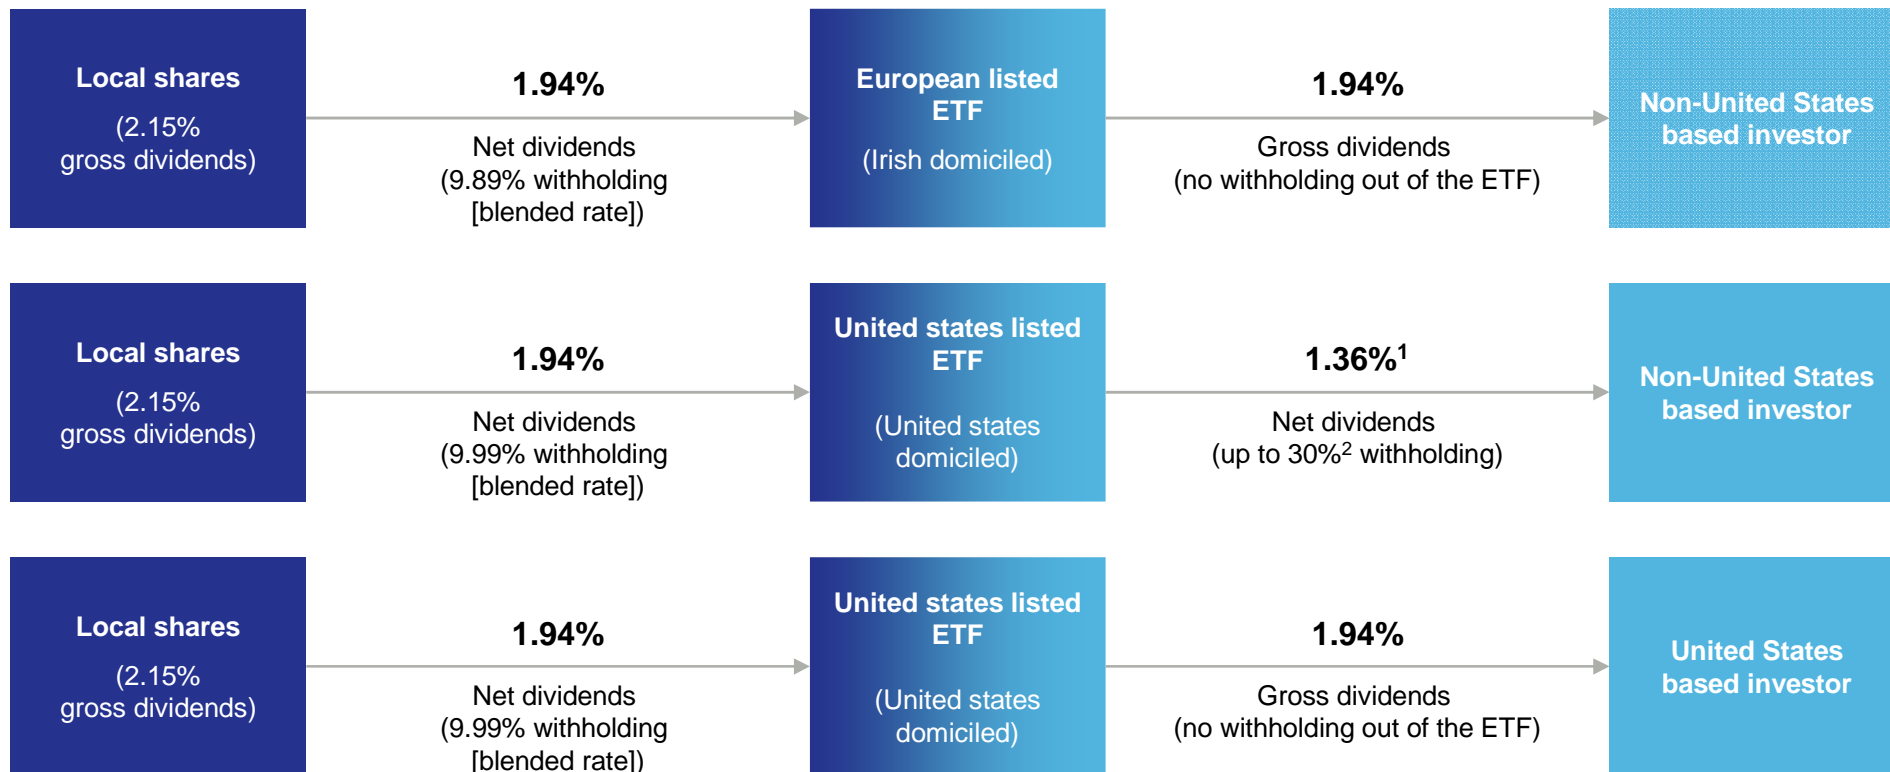 Local shares
(2.15%
gross dividends)
1.94%
Net dividends
(9.89% withholding
[blended rate])
European listed
ETF
(Irish domiciled)
1.94%
Gross dividends
(no withholding out of the ETF)
Non-United States
based investor
Local shares
(2.15%
gross dividends)
1.94%
Net dividends
(9.99% withholding
[blended rate])
United states listed
ETF
(United states
domiciled)
1.36%¹
Net dividends
(up to 30%² withholding)
Non-United States
based investor
Local shares
(2.15%
gross dividends)
1.94%
Net dividends
(9.99% withholding
[blended rate])
United states listed
ETF
(United states
domiciled)
1.94%
Gross dividends
(no withholding out of the ETF)
United States
based investor